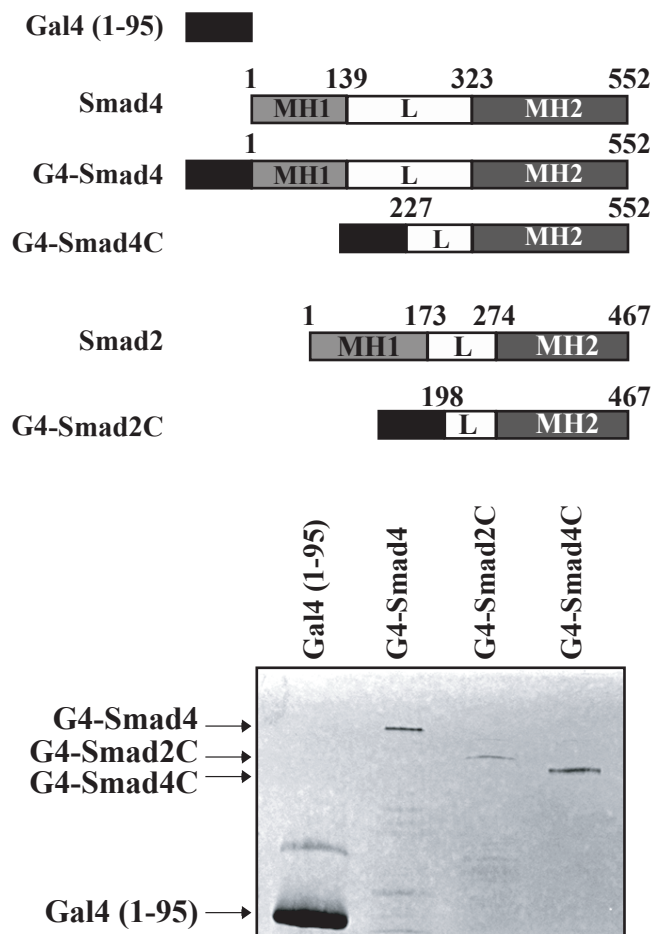 Gal4 (1-95)
1 139 323 552
Smad4 MH1 L MH2
1 552
G4-Smad4 MH1 L MH2
227 552
G4-Smad4C L MH2
1 173 274 467
Smad2 MH1 L MH2
198 467
G4-Smad2C L MH2
Gal4 (1-95)
G4-Smad4
G4-Smad2C
G4-Smad4C
G4-Smad4
G4-Smad2C
G4-Smad4C
Gal4 (1-95)